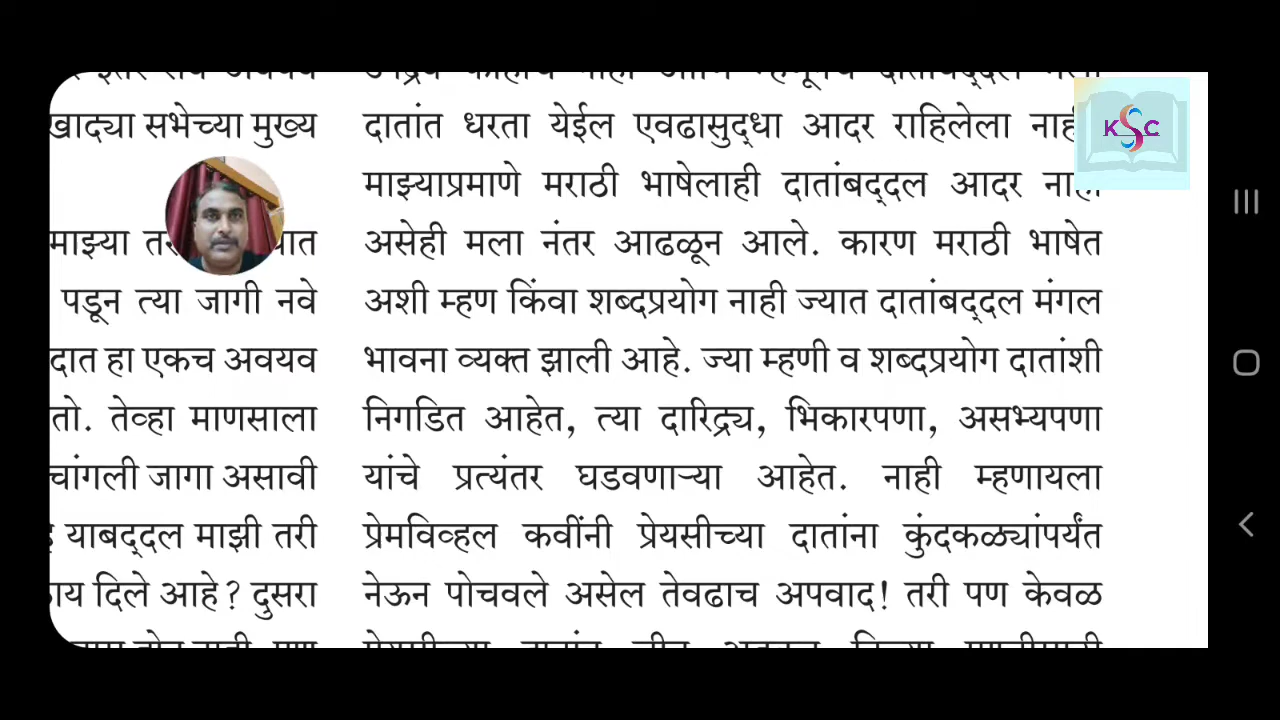 खाद्या सभेच्या मुख्य
माझ्या
पडून त्या जागी नवे
दात हा एकच अवयव
तो. तेव्हा माणसाला
चांगली जागा असावी
याबद्दल माझी तरी
दिले आहे? दुसरा
दातांत धरता येईल एवढासुद्धा आदर राहिलेला
माझ्याप्रमाणे मराठी भाषेलाही दातांबद्दल आदर नाही
असेही मला नंतर आढळून आले. कारण मराठी भाषेत
अशी म्हण किंवा शब्दप्रयोग नाही ज्यात दातांबद्दल मंगल
भावना व्यक्त झाली आहे. ज्या म्हणी व शब्दप्रयोग दातांशी
निगडित आहेत, त्या दारिद्र्य, भिकारपणा, असभ्यपणा
यांचे प्रत्यंतर घडवणाऱ्या आहेत. नाही म्हणायला
प्रेमविव्हल कवींनी प्रेयसीच्या दातांना कुंदकळ्यांपर्यंत
नेऊन पोचवले असेल तेवढाच अपवाद! तरी पण केवळ
KSC